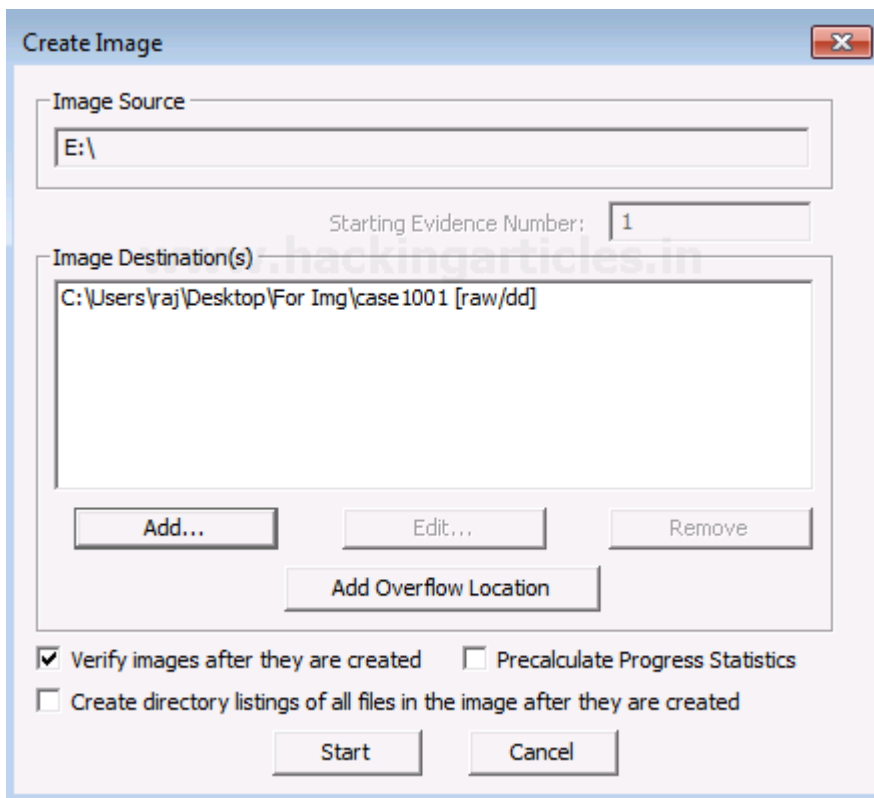 Create Image
Image Source
E:\
Starting Evidence Number: 1
www.hackingarticles.in
Image Destination(s)
C:\Users\raj\Desktop\For Img\case1001 [raw/dd]
Add...
Edit...
Remove
Add Overflow Location
Verify images after they are created
Precalculate Progress Statistics
Create directory listings of all files in the image after they are created
Start
Cancel